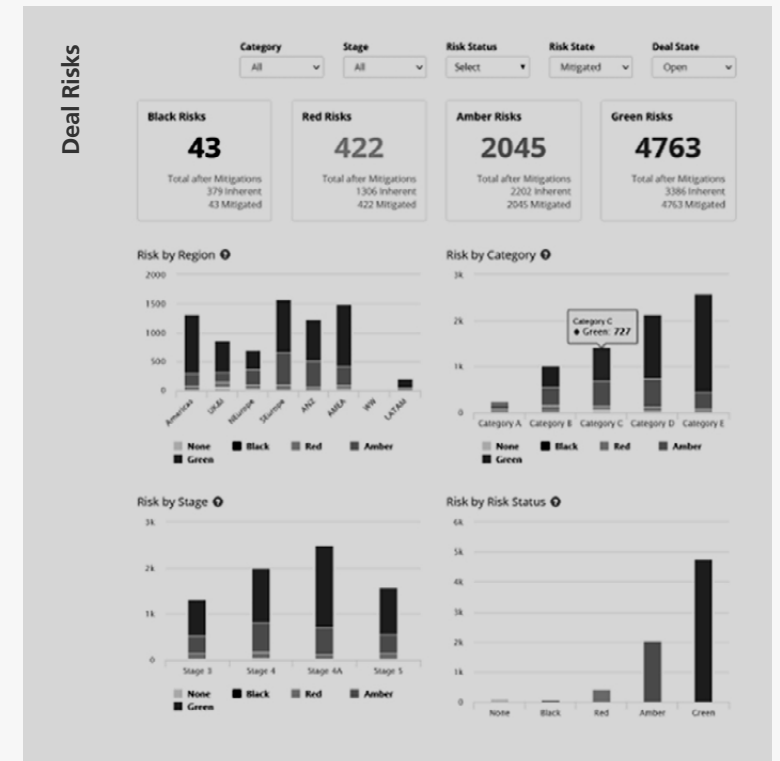 Deal Risks
Category Stage Risk Status Risk State Deal State
All All Select Mitigated Open
Black Risks
43
Total after Mitigations
379 Inherent
43 Mitigated
Red Risks
422
Total after Mitigations
1306 Inherent
422 Mitigated
Amber Risks
2045
Total after Mitigations
2202 Inherent
2045 Mitigated
Green Risks
4763
Total after Mitigations
3386 Inherent
4763 Mitigated
Risk by Region
2000
1500
1000
500
0
Americas UK&I NEurope SEurope ANZ AMEA WW LATAM
None Black Red Amber
Green
Risk by Category
3k
2k
1k
0
Category C
Green: 727
Category A Category B Category C Category D Category E
None Black Red Amber
Green
Risk by Stage
3k
2k
1k
0
Stage 3 Stage 4 Stage 4A Stage 5
None Black Red Amber
Green
Risk by Risk Status
6k
5k
4k
3k
2k
1k
0
None Black Red Amber Green